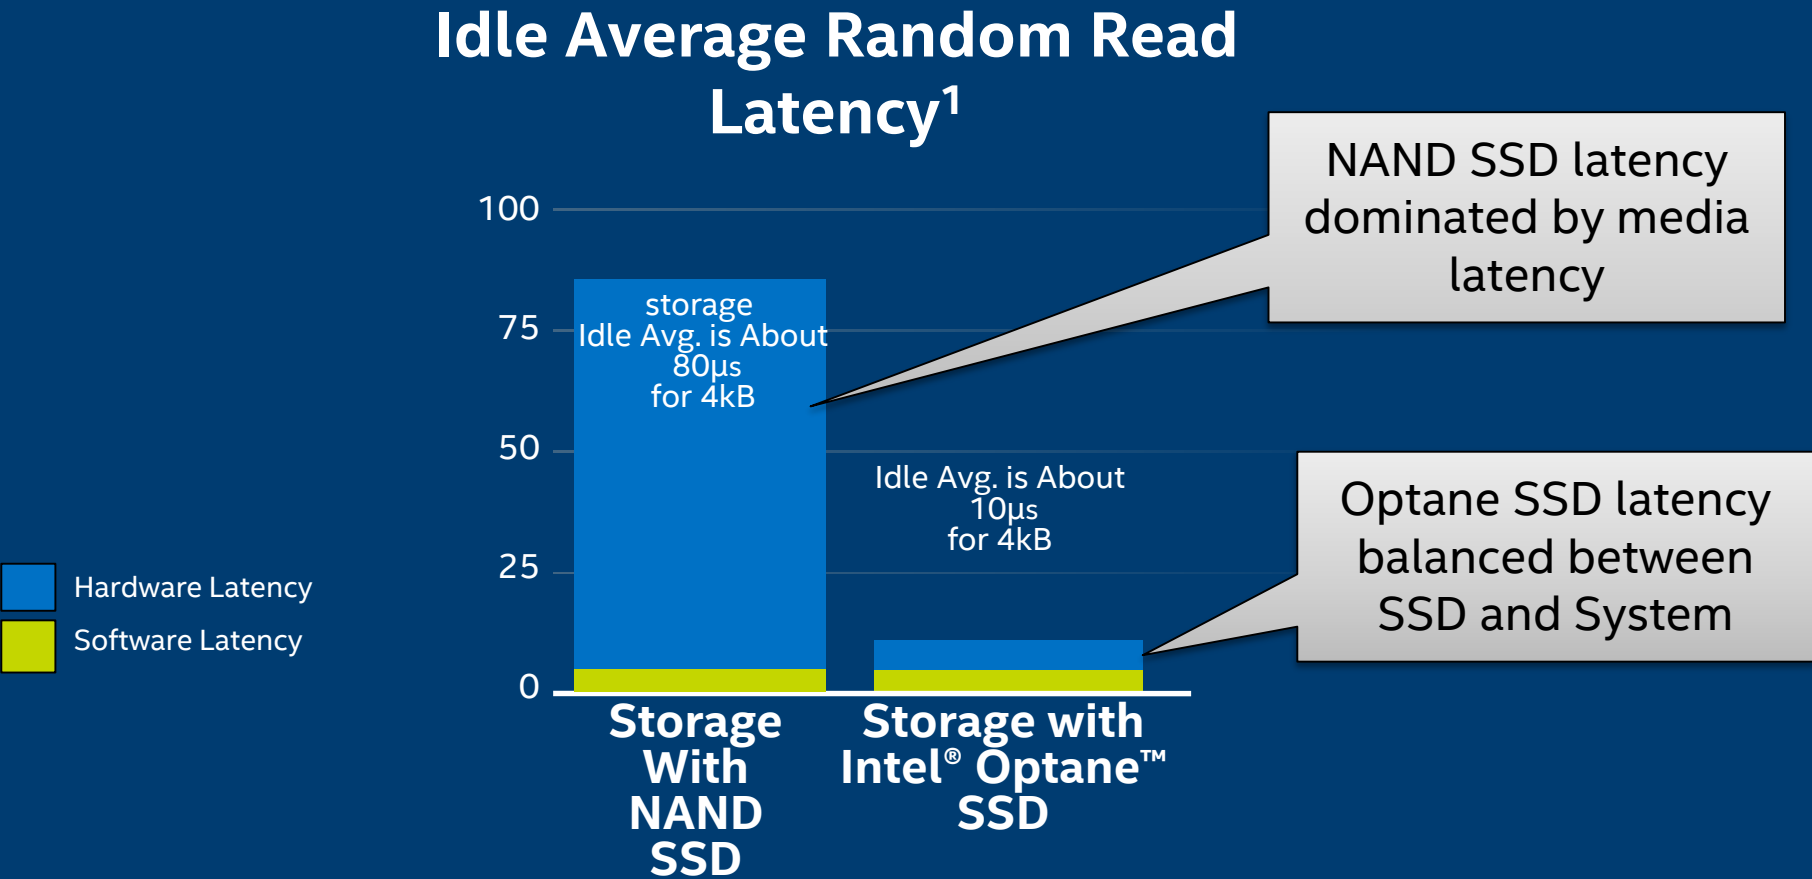 Idle Average Random Read
Latency¹
NAND SSD latency
dominated by media
latency
100
75
50
25
0
storage
Idle Avg. is About
80µs
for 4kB
Idle Avg. is About
10µs
for 4kB
Optane SSD latency
balanced between
SSD and System
Hardware Latency
Software Latency
Storage
With
NAND
SSD
Storage with
Intel® Optane™
SSD